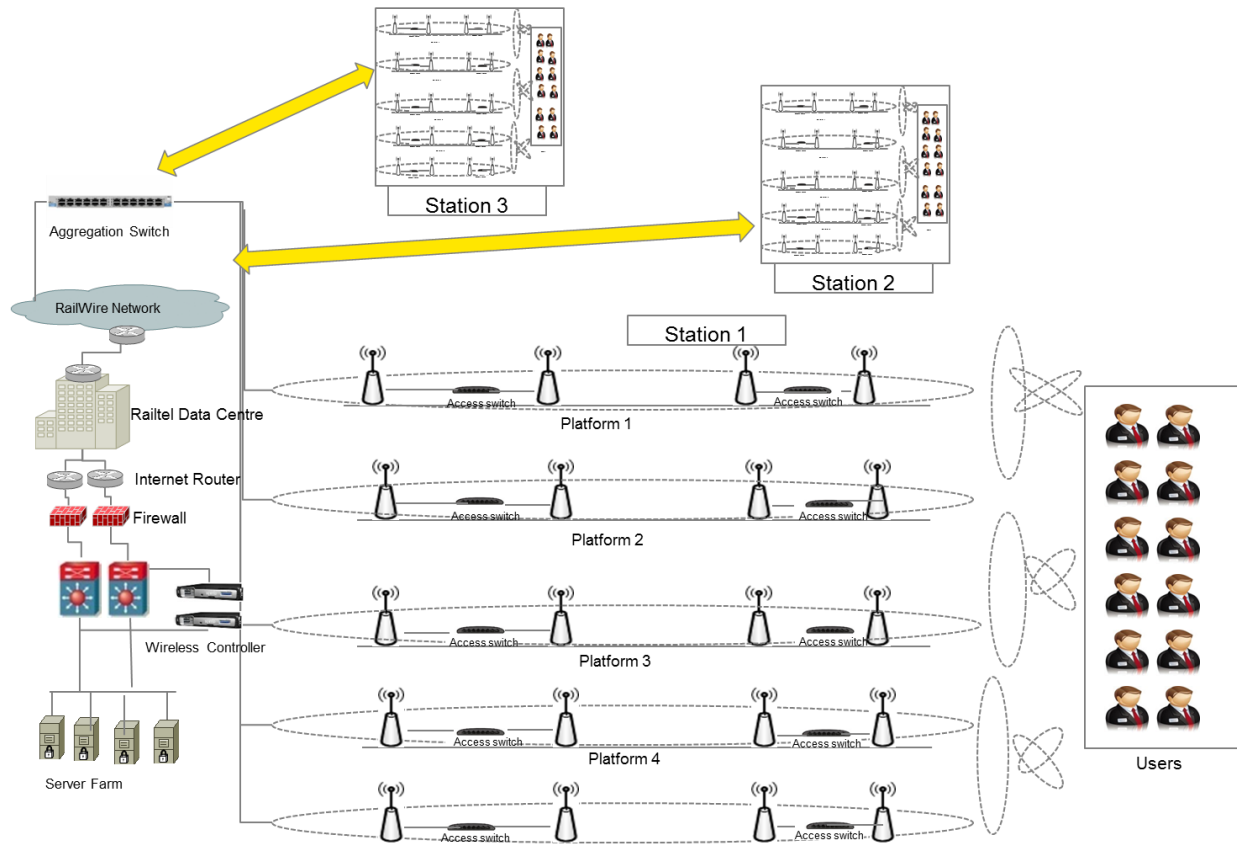 Station 3
Station 2
Aggregation Switch
RailWire Network
Station 1
Access switch
Access switch
Platform 1
Railtel Data Centre
Internet Router
Access switch
Access switch
Firewall
Platform 2
Access switch
Access switch
Wireless Controller
Platform 3
Access switch
Access switch
Platform 4
Server Farm
Users
Access switch
Access switch